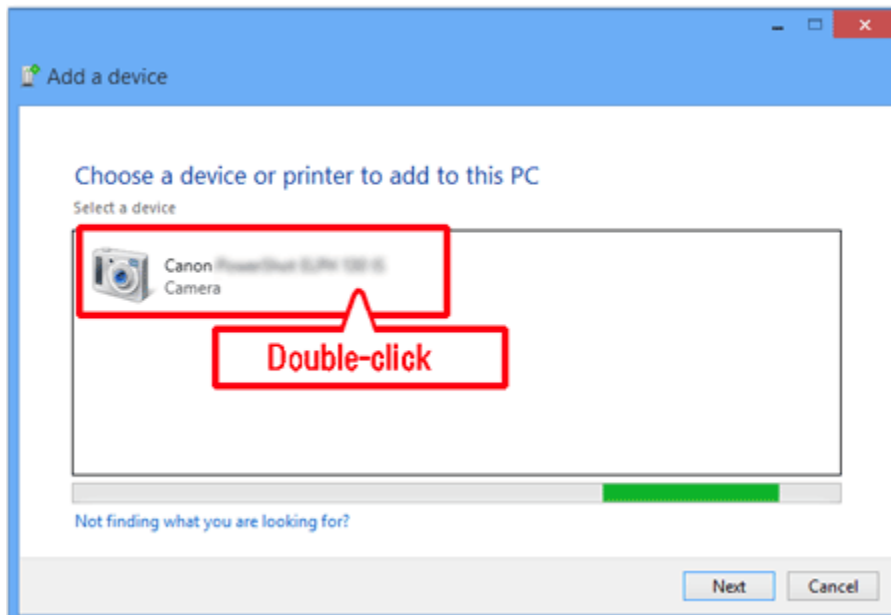 Add a device
Choose a device or printer to add to this PC
Select a device
Canon
Camera
Double-click
Not finding what you are looking for?
Next
Cancel